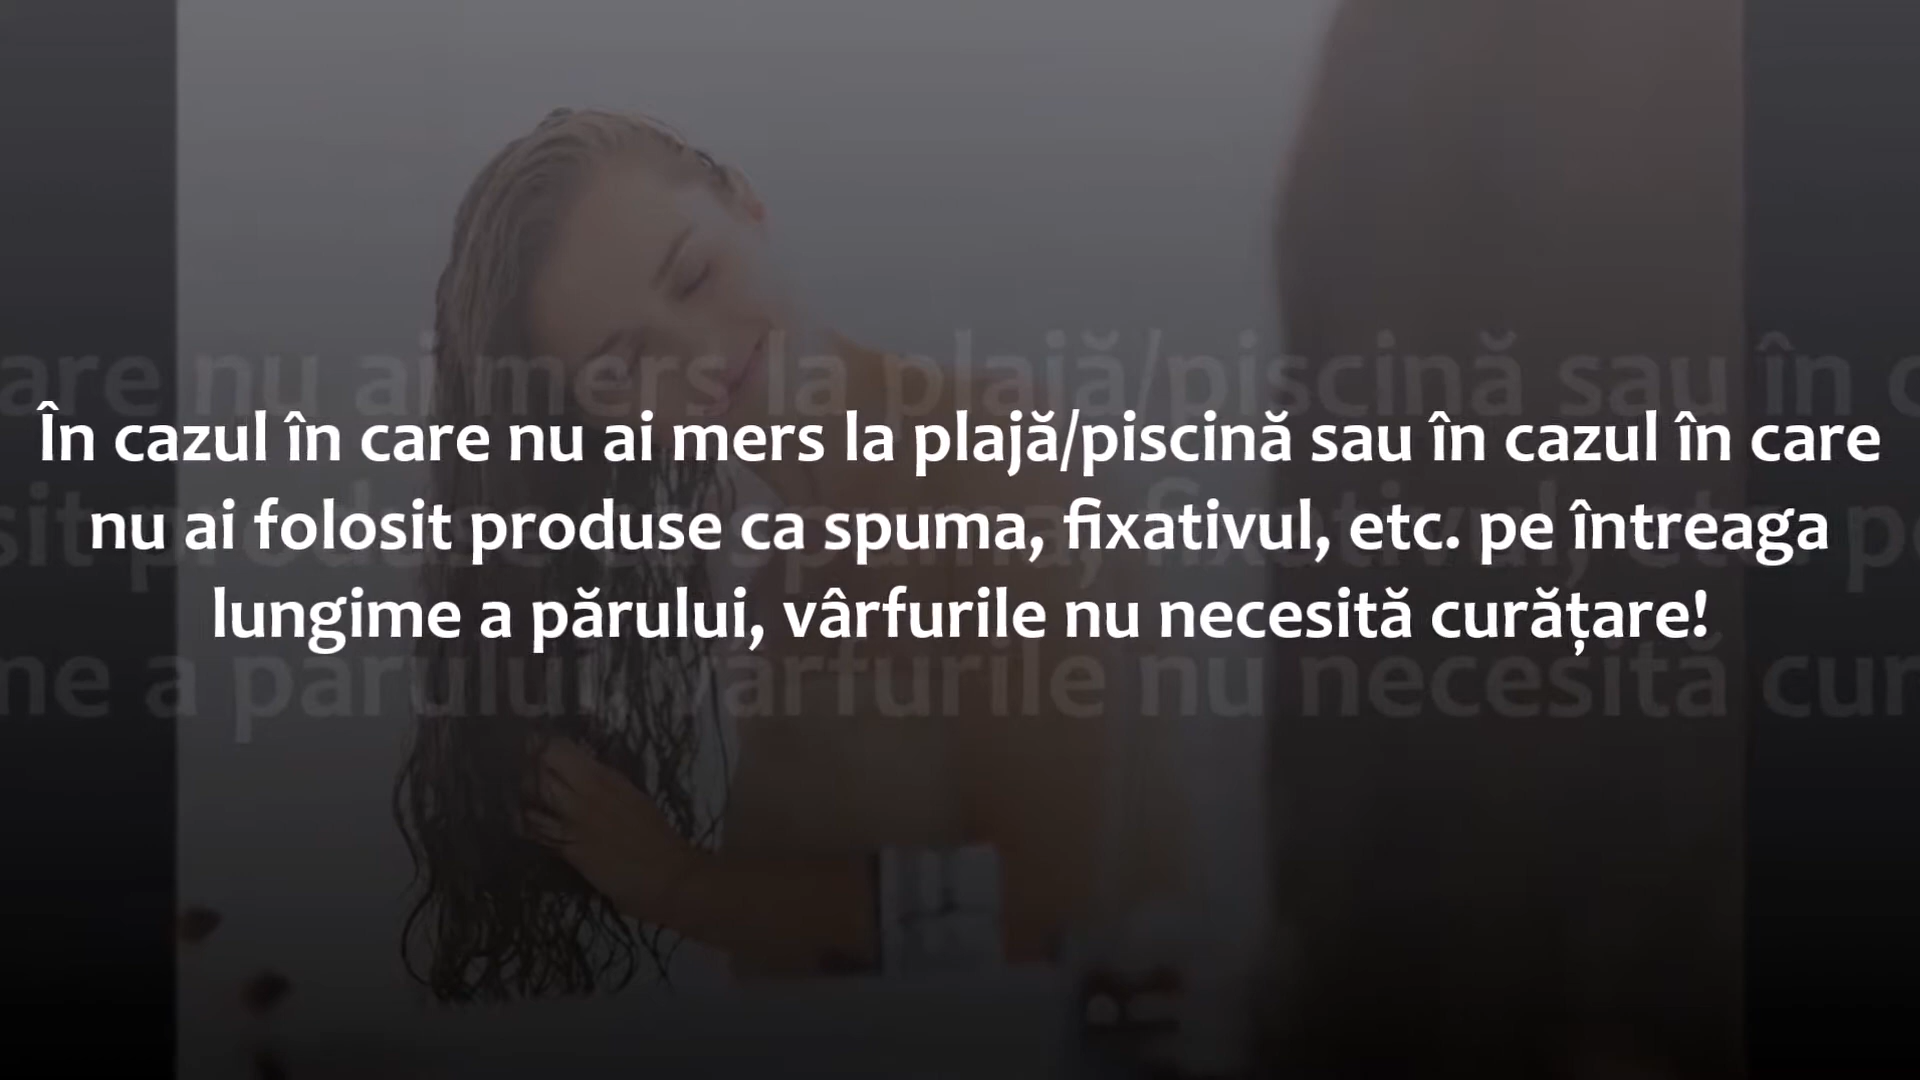 În cazul în care nu ai mers la plajă/piscină sau în cazul în care
nu ai folosit produse ca spuma, fixativul, etc. pe întreaga
lungime a părului, vârfurile nu necesită curățare!